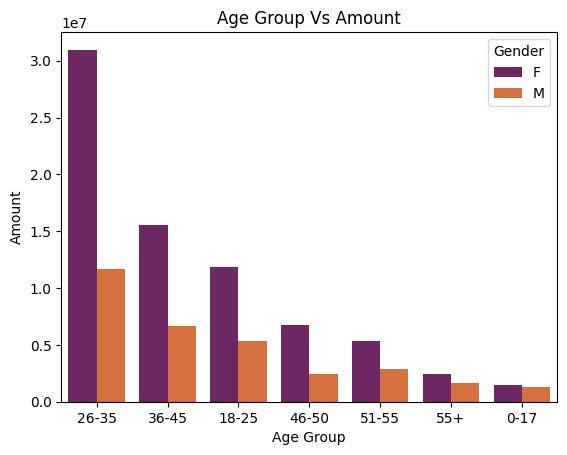 Age Group Vs Amount
1e7
Gender
F
M
3.0
2.5
2.0
1.5
1.0
0.5
0.0
Amount
26-35 36-45 18-25 46-50 51-55 55+ 0-17
Age Group